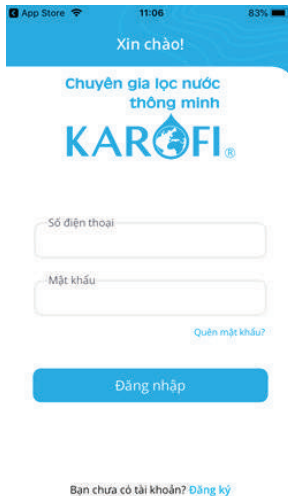 App Store 11:06 83%
Xin chào!
Chuyên gia lọc nước
thông minh
KAROFI®
Số điện thoại
Mật khẩu
Quên mật khẩu?
Đăng nhập
Bạn chưa có tài khoản? Đăng ký